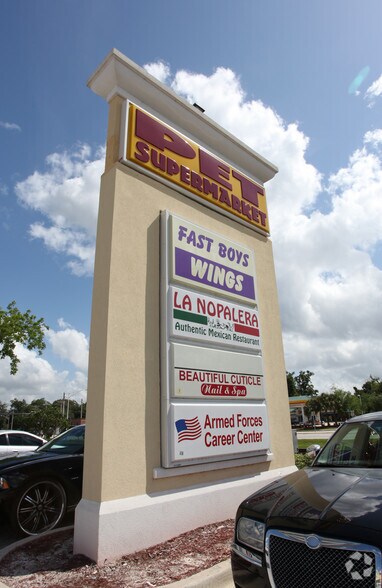 PET
SUPERMARKET
FAST BOYS
WINGS
LA NOPALERA
Authentic Mexican Restaurant
BEAUTIFUL CUTICLE
Nail & Spa
Armed Forces
Career Center